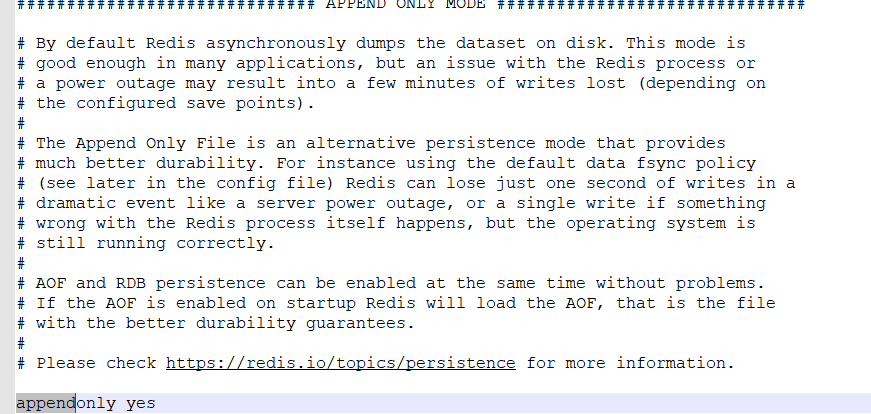 ############################## APPEND ONLY MODE ###############################
# By default Redis asynchronously dumps the dataset on disk. This mode is
# good enough in many applications, but an issue with the Redis process or
# a power outage may result into a few minutes of writes lost (depending on
# the configured save points).
#
# The Append Only File is an alternative persistence mode that provides
# much better durability. For instance using the default data fsync policy
# (see later in the config file) Redis can lose just one second of writes in a
# dramatic event like a server power outage, or a single write if something
# wrong with the Redis process itself happens, but the operating system is
# still running correctly.
#
# AOF and RDB persistence can be enabled at the same time without problems.
# If the AOF is enabled on startup Redis will load the AOF, that is the file
# with the better durability guarantees.
#
# Please check https://redis.io/topics/persistence for more information.
appendonly yes